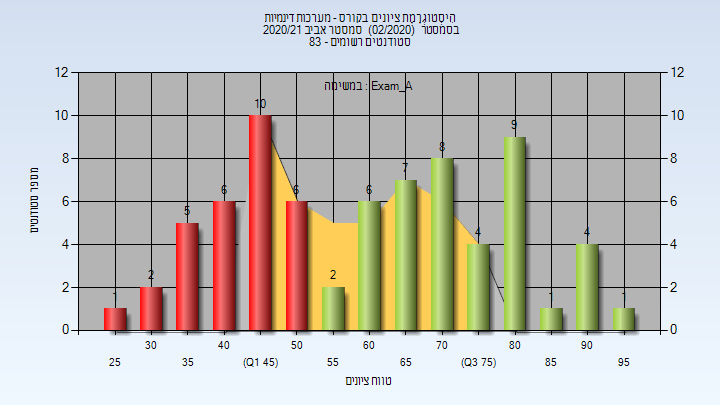 היסטוגרמת ציונים בקורס - מערכות דינמיות
בסמסטר (02/2020) סמסטר אביב 2020/21
סטודנטים רשומים - 83
במשימה : Exam_A
12 12
10 10
8 8
6 6
4 4
2 2
0 0
1 2 5 6 10 6 2 6 7 8 4 9 1 4 1
מספר סטודנטים
30 40 50 60 70 80 90
25 35 (Q1 45) 55 65 (Q3 75) 85 95
טווח ציונים